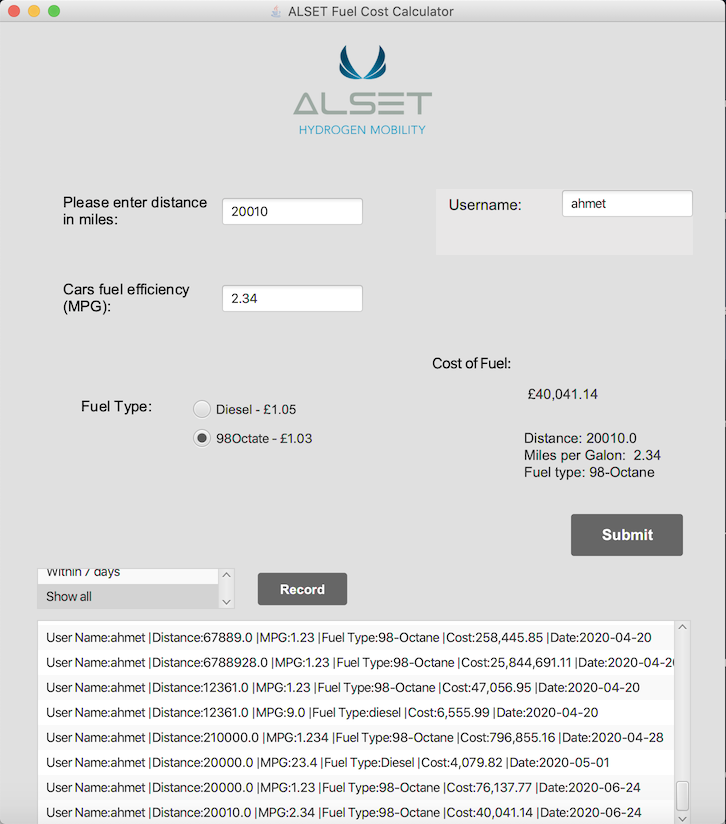 ALSET Fuel Cost Calculator
ALSET
HYDROGEN MOBILITY
Please enter distance
in miles:
20010
Username:
ahmet
Cars fuel efficiency
(MPG):
2.34
Cost of Fuel:
£40,041.14
Fuel Type:
Diesel - £1.05
98Octate - £1.03
Distance: 20010.0
Miles per Galon:  2.34
Fuel type: 98-Octane
Submit
Within 7 days
Show all
Record
User Name:ahmet |Distance:67889.0 |MPG:1.23 |Fuel Type:98-Octane |Cost:258,445.85 |Date:2020-04-20
User Name:ahmet |Distance:6788928.0 |MPG:1.23 |Fuel Type:98-Octane |Cost:25,844,691.11 |Date:2020-04-20
User Name:ahmet |Distance:12361.0 |MPG:1.23 |Fuel Type:98-Octane |Cost:47,056.95 |Date:2020-04-20
User Name:ahmet |Distance:12361.0 |MPG:9.0 |Fuel Type:diesel |Cost:6,555.99 |Date:2020-04-20
User Name:ahmet |Distance:210000.0 |MPG:1.234 |Fuel Type:98-Octane |Cost:796,855.16 |Date:2020-04-28
User Name:ahmet |Distance:20000.0 |MPG:23.4 |Fuel Type:Diesel |Cost:4,079.82 |Date:2020-05-01
User Name:ahmet |Distance:20000.0 |MPG:1.23 |Fuel Type:98-Octane |Cost:76,137.77 |Date:2020-06-24
User Name:ahmet |Distance:20010.0 |MPG:2.34 |Fuel Type:98-Octane |Cost:40,041.14 |Date:2020-06-24